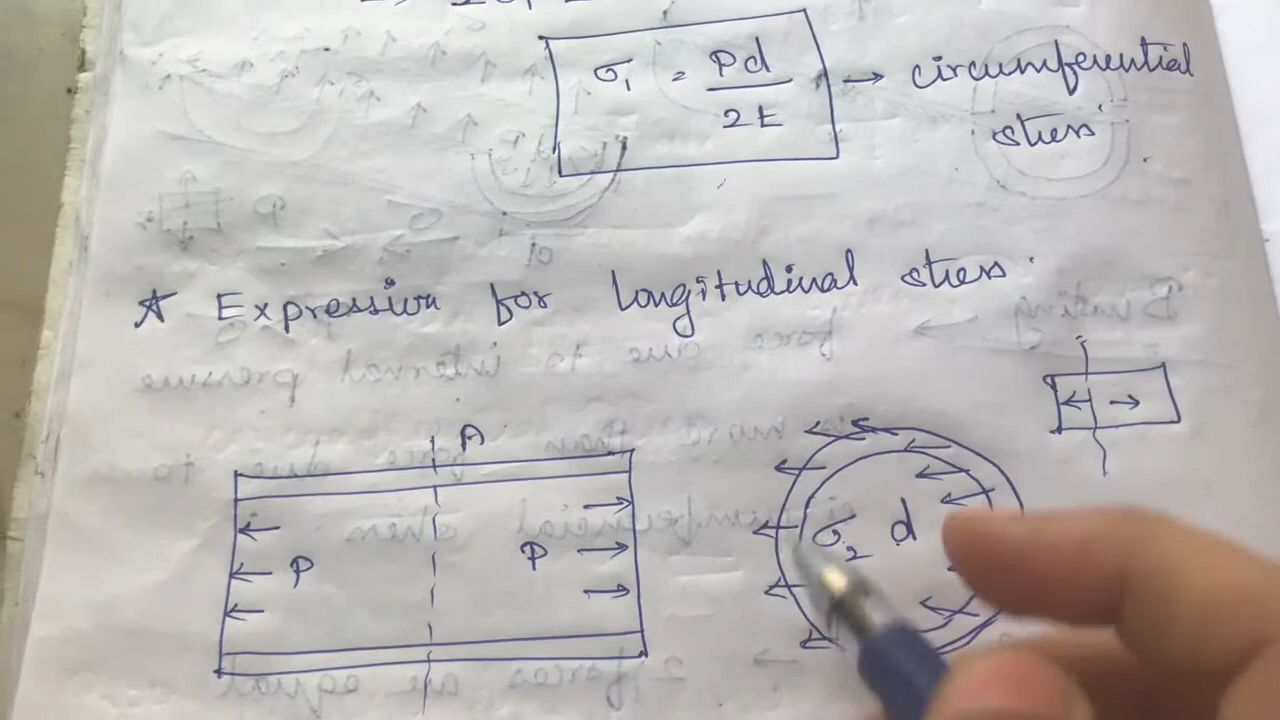 σ₁ = Pd/2t → circumferential
stress
☆ Expression for longitudinal stress.
A
P P σ₂ d